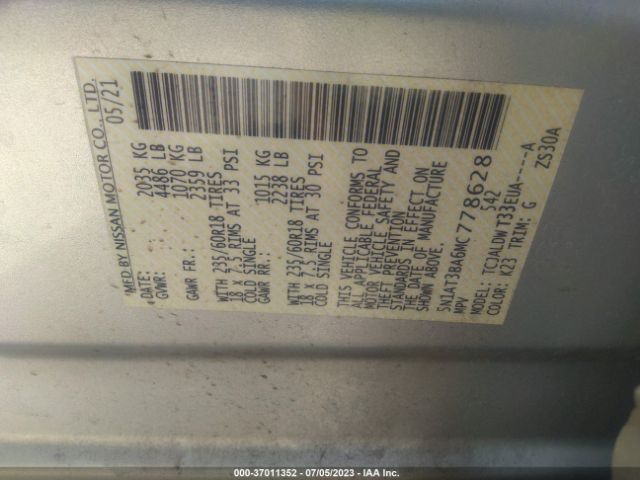 MFD BY NISSAN MOTOR CO., LTD.
DATE: 05/21
GVWR: 2035 KG
4486 LB
GAWR FR.: 1070 KG
2359 LB
WITH 235/60R18 TIRES
18 X 7.5 RIMS AT 33 PSI
COLD SINGLE
GAWR RR.: 1015 KG
2238 LB
WITH 235/60R18 TIRES
18 X 7.5 RIMS AT 30 PSI
COLD SINGLE
THIS VEHICLE CONFORMS TO
ALL APPLICABLE FEDERAL
MOTOR VEHICLE SAFETY AND
THEFT PREVENTION
STANDARDS IN EFFECT ON
THE DATE OF MANUFACTURE
SHOWN ABOVE.
5N1AT3BA6MC778628
MPV 542
MODEL: TCJALDWT33EUA----A
COLOR: K23 TRIM: G ZS30A
000-37011352 | 07/05/2023 - IAA Inc.